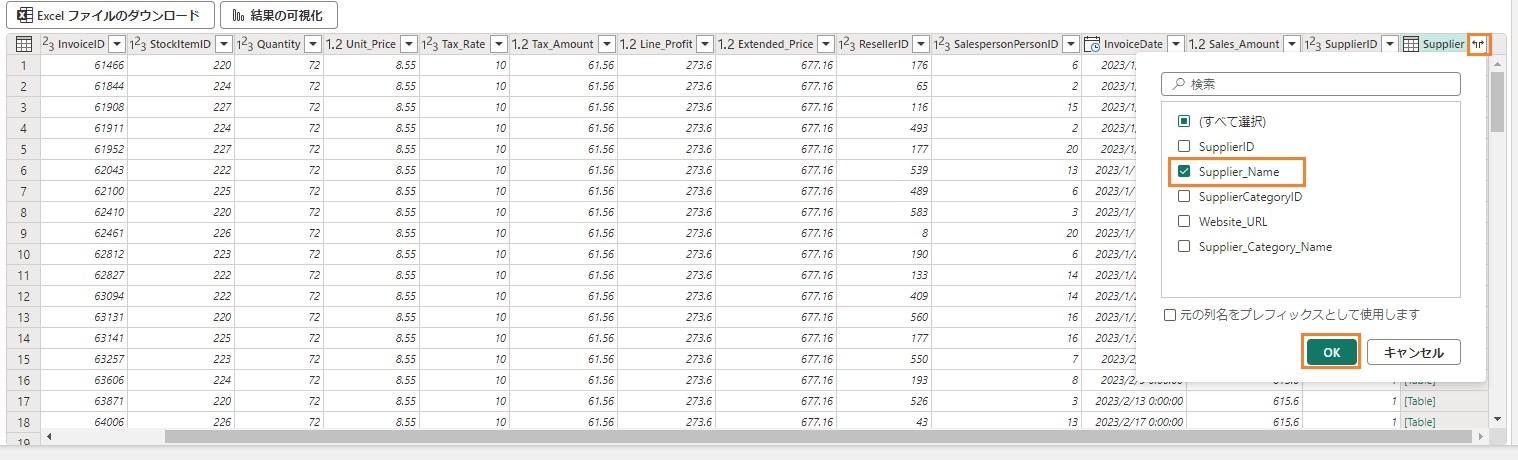 Excel ファイルのダウンロード 結果の可視化
1²3 InvoiceID 1²3 StockItemID 1²3 Quantity 1.2 Unit_Price 1²3 Tax_Rate 1.2 Tax_Amount 1.2 Line_Profit 1.2 Extended_Price 1²3 ResellerID 1²3 SalespersonPersonID InvoiceDate 1.2 Sales_Amount 1²3 SupplierID Supplier
1 61466 220 72 8.55 10 61.56 273.6 677.16 176 6 2023/1/
2 61844 224 72 8.55 10 61.56 273.6 677.16 65 2 2023/1/
3 61908 227 72 8.55 10 61.56 273.6 677.16 116 15 2023/1/
4 61911 224 72 8.55 10 61.56 273.6 677.16 493 2 2023/1/
5 61952 227 72 8.55 10 61.56 273.6 677.16 177 20 2023/1/
6 62043 222 72 8.55 10 61.56 273.6 677.16 539 13 2023/1/
7 62100 225 72 8.55 10 61.56 273.6 677.16 489 6 2023/1/
8 62410 220 72 8.55 10 61.56 273.6 677.16 583 3 2023/1/
9 62461 226 72 8.55 10 61.56 273.6 677.16 8 20 2023/1/
10 62812 223 72 8.55 10 61.56 273.6 677.16 190 6 2023/1/2
11 62827 222 72 8.55 10 61.56 273.6 677.16 133 14 2023/1/2
12 63094 222 72 8.55 10 61.56 273.6 677.16 409 14 2023/1/2
13 63131 220 72 8.55 10 61.56 273.6 677.16 560 16 2023/1/3
14 63141 225 72 8.55 10 61.56 273.6 677.16 177 16 2023/1/3
15 63257 223 72 8.55 10 61.56 273.6 677.16 550 7 2023/2/
16 63606 224 72 8.55 10 61.56 273.6 677.16 193 8 2023/2/9 0:00:00 615.6 1 [Table]
17 63871 220 72 8.55 10 61.56 273.6 677.16 526 3 2023/2/13 0:00:00 615.6 1 [Table]
18 64006 226 72 8.55 10 61.56 273.6 677.16 43 13 2023/2/17 0:00:00 615.6 1 [Table]
19
検索
(すべて選択)
SupplierID
Supplier_Name
SupplierCategoryID
Website_URL
Supplier_Category_Name
元の列名をプレフィックスとして使用します
OK キャンセル